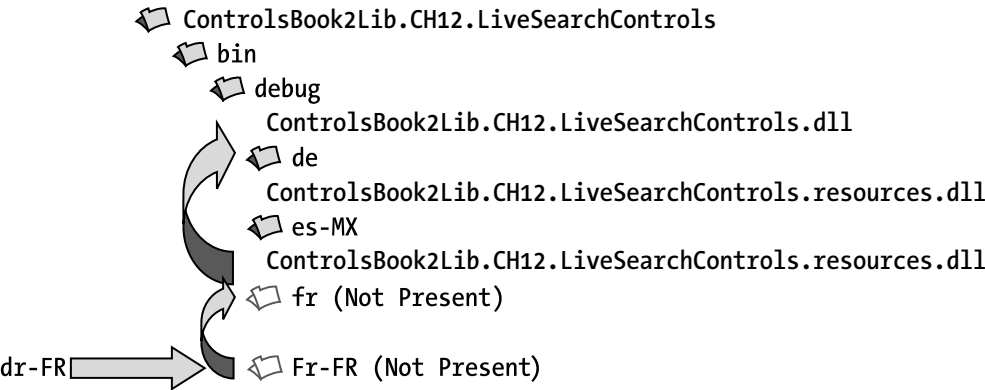 ControlsBook2Lib.CH12.LiveSearchControls
bin
debug
ControlsBook2Lib.CH12.LiveSearchControls.dll
de
ControlsBook2Lib.CH12.LiveSearchControls.resources.dll
es-MX
ControlsBook2Lib.CH12.LiveSearchControls.resources.dll
fr (Not Present)
dr-FR Fr-FR (Not Present)